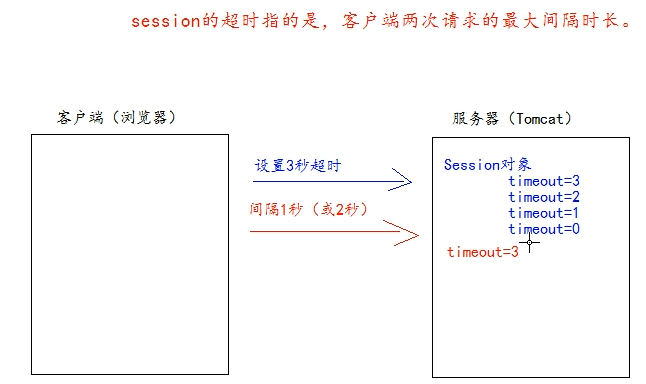 session的超时指的是，客户端两次请求的最大间隔时长。
客户端（浏览器）
服务器（Tomcat）
设置3秒超时
间隔1秒（或2秒）
Session对象
timeout=3
timeout=2
timeout=1
timeout=0
timeout=3